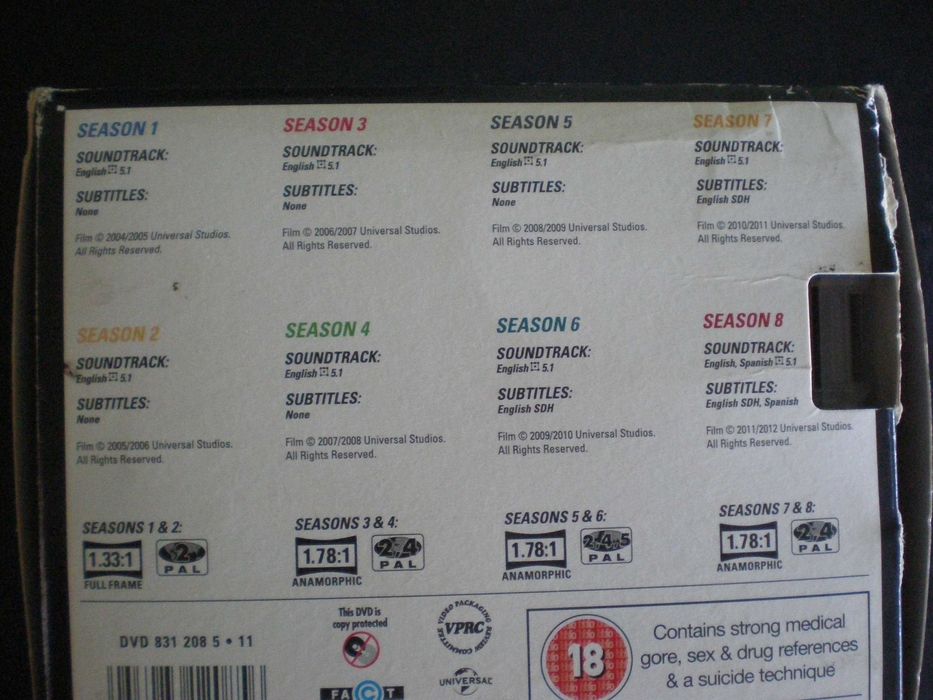 SEASON 1
SOUNDTRACK:
English 5.1
SUBTITLES:
None
Film © 2004/2005 Universal Studios.
All Rights Reserved.
SEASON 3
SOUNDTRACK:
English 5.1
SUBTITLES:
None
Film © 2006/2007 Universal Studios.
All Rights Reserved.
SEASON 5
SOUNDTRACK:
English 5.1
SUBTITLES:
None
Film © 2008/2009 Universal Studios.
All Rights Reserved.
SEASON 7
SOUNDTRACK:
English 5.1
SUBTITLES:
English SDH
Film © 2010/2011 Universal Studios.
All Rights Reserved.
SEASON 2
SOUNDTRACK:
English 5.1
SUBTITLES:
None
Film © 2005/2006 Universal Studios.
All Rights Reserved.
SEASON 4
SOUNDTRACK:
English 5.1
SUBTITLES:
None
Film © 2007/2008 Universal Studios.
All Rights Reserved.
SEASON 6
SOUNDTRACK:
English 5.1
SUBTITLES:
English SDH
Film © 2009/2010 Universal Studios.
All Rights Reserved.
SEASON 8
SOUNDTRACK:
English, Spanish 5.1
SUBTITLES:
English SDH, Spanish
Film © 2011/2012 Universal Studios.
All Rights Reserved.
SEASONS 1 & 2:
1.33:1
FULL FRAME
2
PAL
SEASONS 3 & 4:
1.78:1
ANAMORPHIC
2 4
PAL
SEASONS 5 & 6:
1.78:1
ANAMORPHIC
2 4 5
PAL
SEASONS 7 & 8:
1.78:1
ANAMORPHIC
2 4
PAL
DVD 831 208 5 • 11
This DVD is
copy protected
FACT
VIDEO PACKAGING REVIEW COMMITTEE
VPRC
UNIVERSAL
18
Contains strong medical
gore, sex & drug references
& a suicide technique